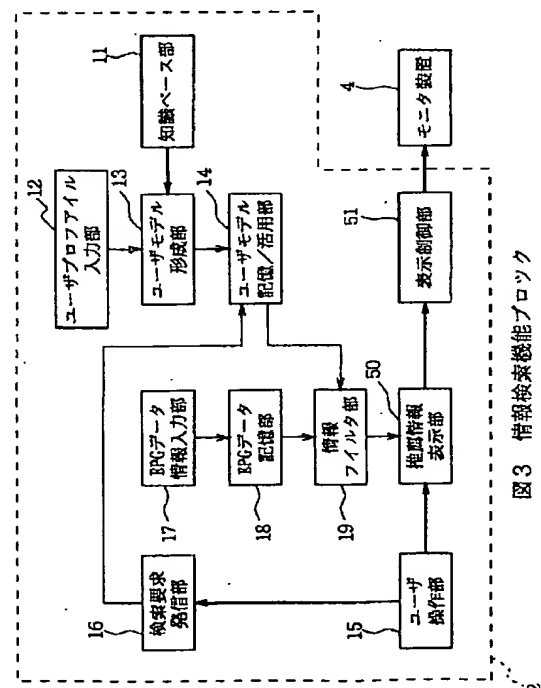 12
ユーザプロファイル
入力部
13
ユーザモデル
形成部
11
知識ベース部
14
ユーザモデル
記憶/活用部
16
検索要求
発信部
17
EPGデータ
情報入力部
18
EPGデータ
記憶部
19
情報
フィルタ部
15
ユーザ
操作部
50
推薦情報
表示部
51
表示制御部
4
モニタ装置
図3 情報検索機能ブロック